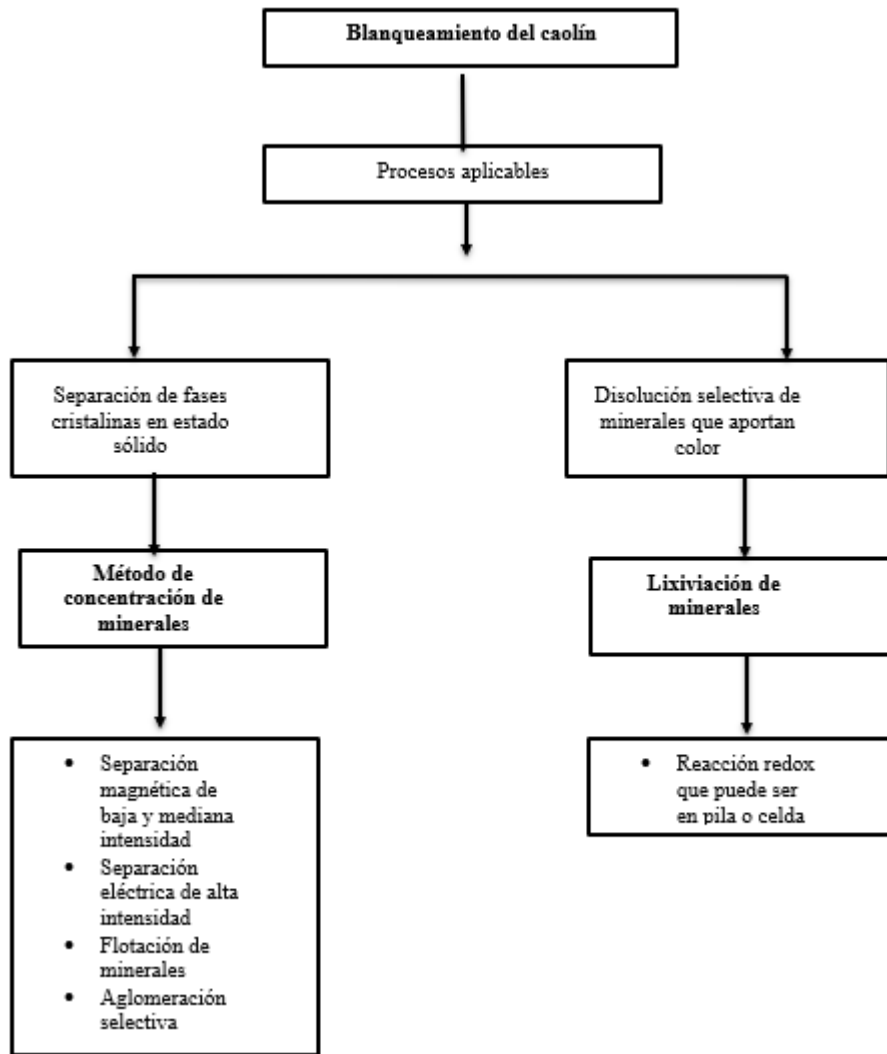 Blanqueamiento del caolín
Procesos aplicables
Separación de fases
cristalinas en estado
sólido
Disolución selectiva de
minerales que aportan
color
Método de
concentración de
minerales
Lixiviación de
minerales
• Separación
magnética de
baja y mediana
intensidad
• Separación
eléctrica de alta
intensidad
• Flotación de
minerales
• Aglomeración
selectiva
• Reacción redox
que puede ser
en pila o celda